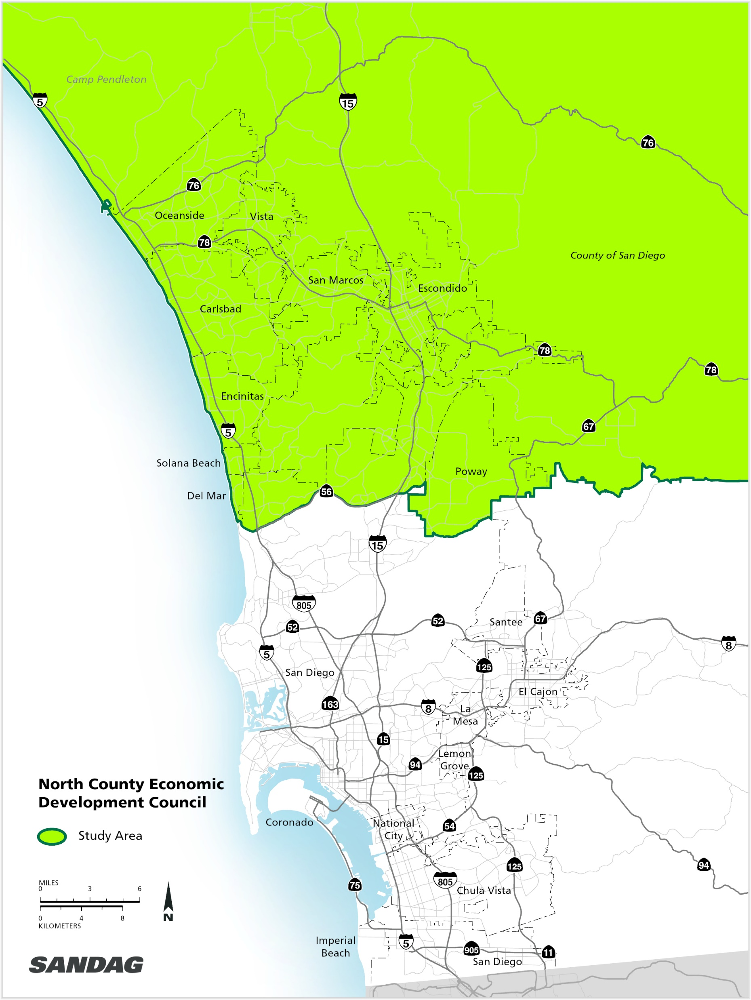 Camp Pendleton
5
15
76
76
Oceanside
Vista
78
County of San Diego
San Marcos
Escondido
Carlsbad
78
78
Encinitas
67
5
Solana Beach
Poway
56
Del Mar
15
805
52
Santee
67
52
8
5
125
San Diego
El Cajon
163
8
La
Mesa
15
Lemon
Grove
94
125
North County Economic
Development Council
Coronado
National
City
54
Study Area
125
94
805
75
Chula Vista
MILES
0 3 6
0 4 8
KILOMETERS
N
Imperial
Beach
5
905
11
San Diego
SANDAG